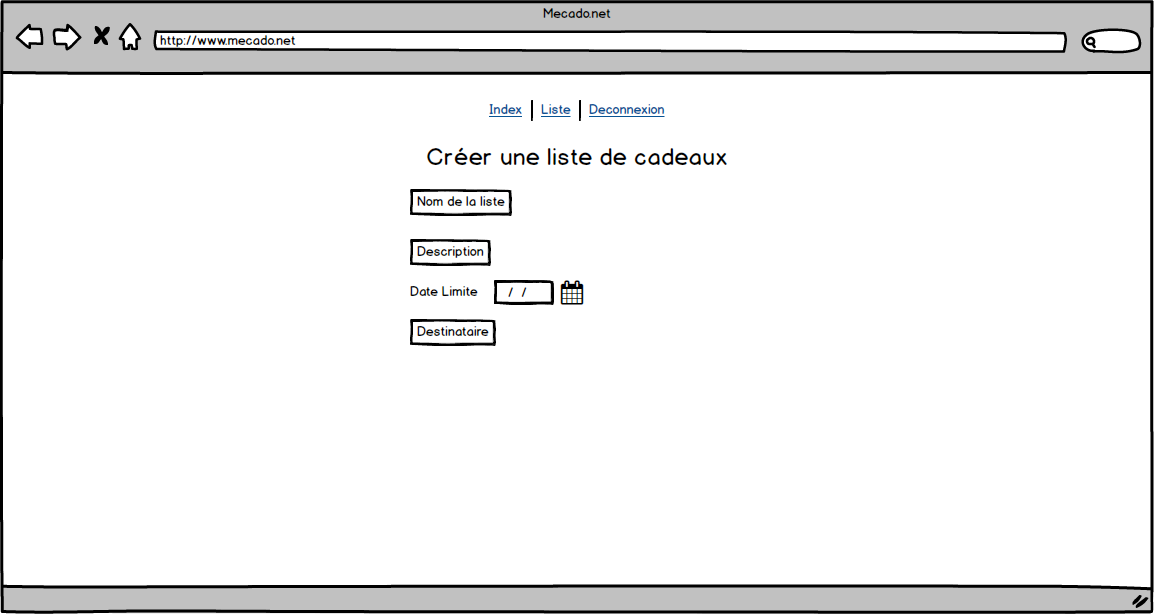 Mecado.net
http://www.mecado.net
Index | Liste | Deconnexion
Créer une liste de cadeaux
Nom de la liste
Description
Date Limite / /
Destinataire